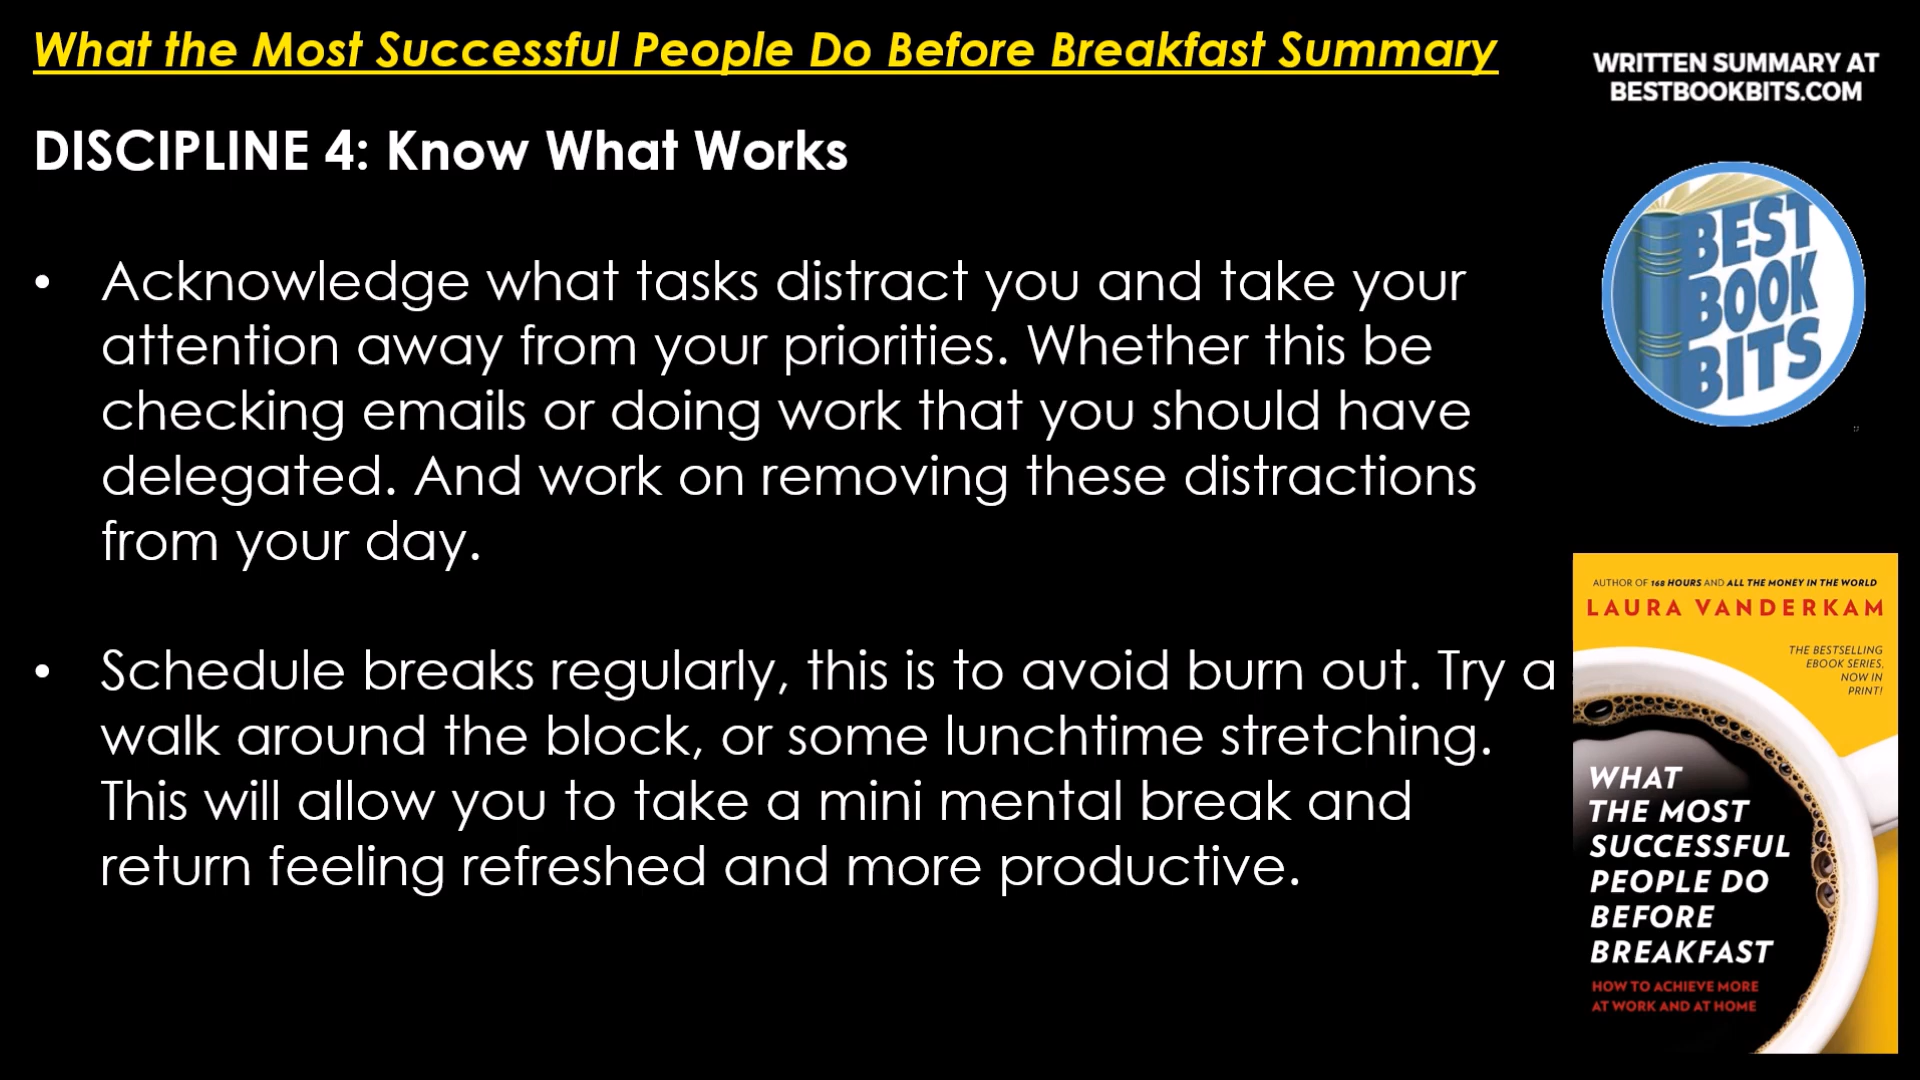 What the Most Successful People Do Before Breakfast Summary
WRITTEN SUMMARY AT
BESTBOOKBITS.COM
DISCIPLINE 4: Know What Works
• Acknowledge what tasks distract you and take your
attention away from your priorities. Whether this be
checking emails or doing work that you should have
delegated. And work on removing these distractions
from your day.
• Schedule breaks regularly, this is to avoid burn out. Try a
walk around the block, or some lunchtime stretching.
This will allow you to take a mini mental break and
return feeling refreshed and more productive.
BEST
BOOK
BITS
AUTHOR OF 168 HOURS AND ALL THE MONEY IN THE WORLD
LAURA VANDERKAM
THE BESTSELLING
EBOOK SERIES,
NOW IN
PRINT!
WHAT
THE MOST
SUCCESSFUL
PEOPLE DO
BEFORE
BREAKFAST
HOW TO ACHIEVE MORE
AT WORK AND AT HOME